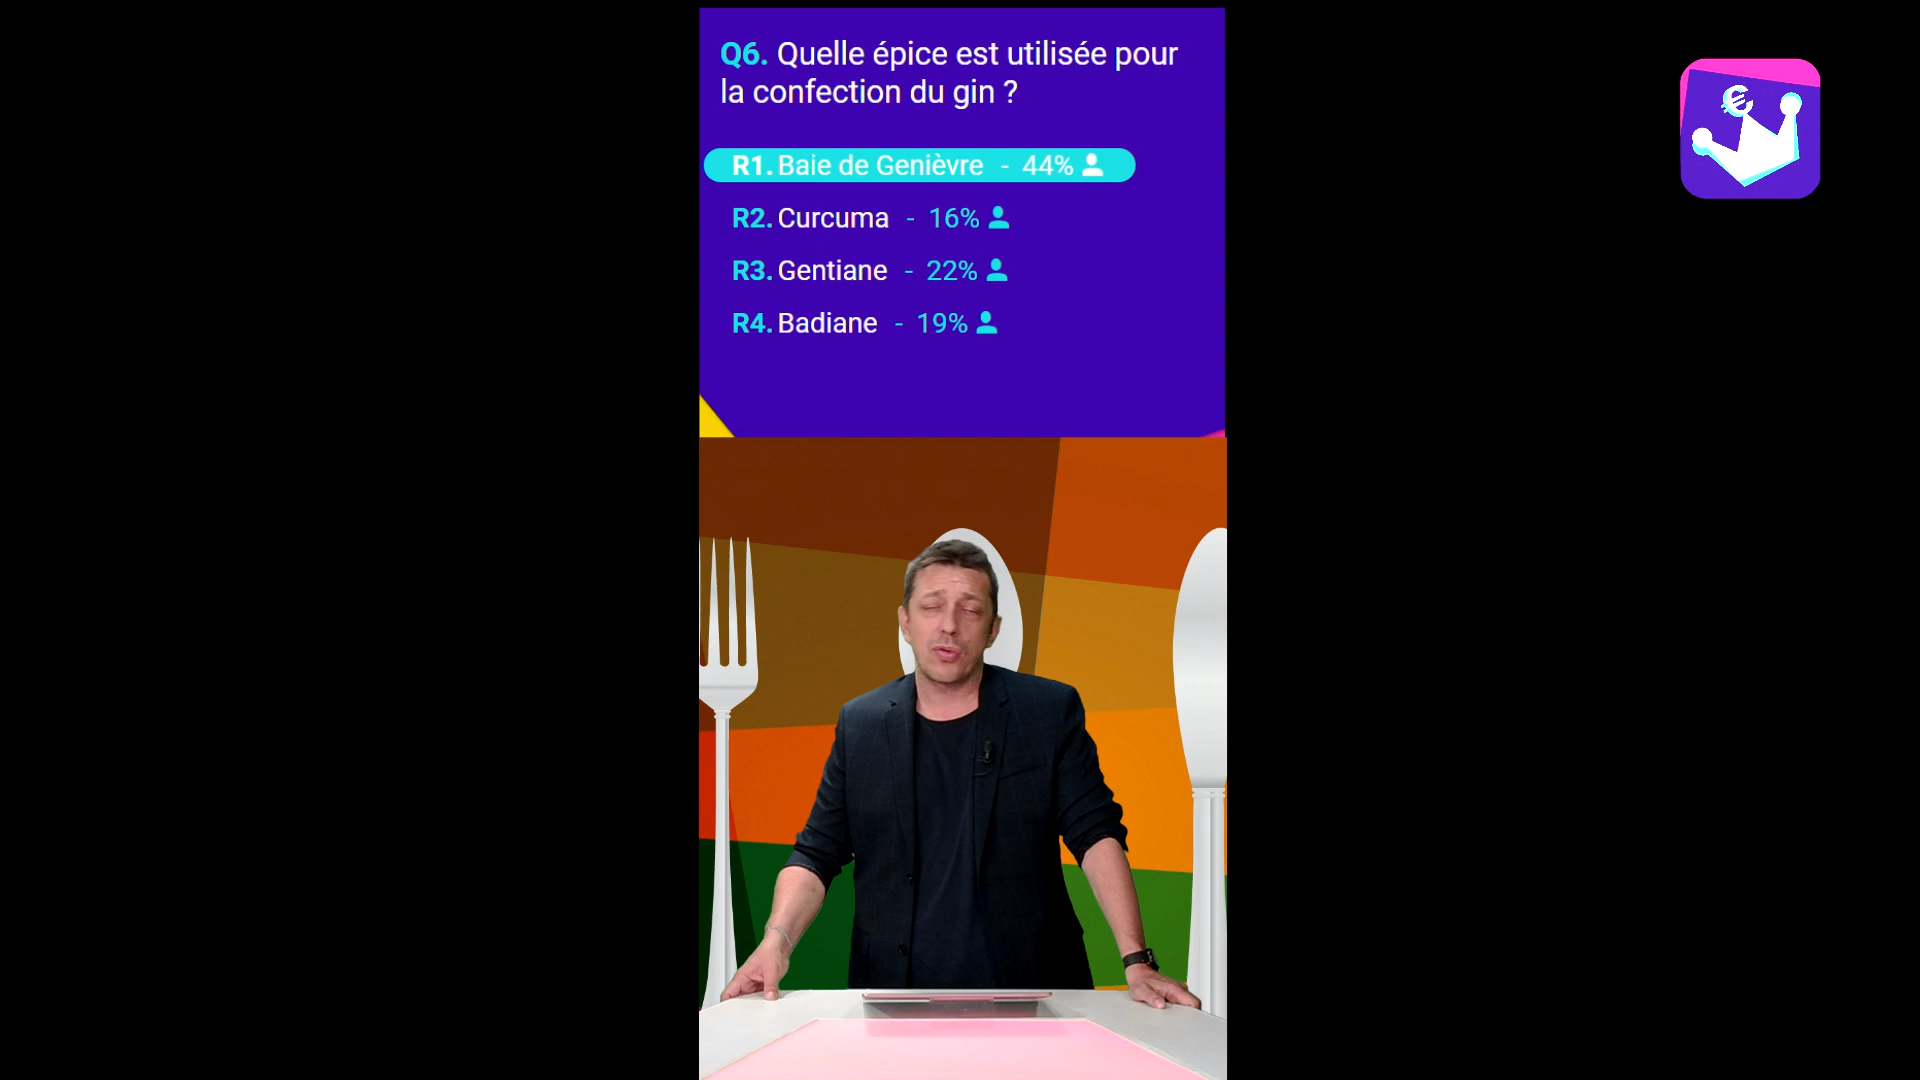 Q6. Quelle épice est utilisée pour
la confection du gin ?
R1. Baie de Genièvre - 44%
R2. Curcuma - 16%
R3. Gentiane - 22%
R4. Badiane - 19%
€